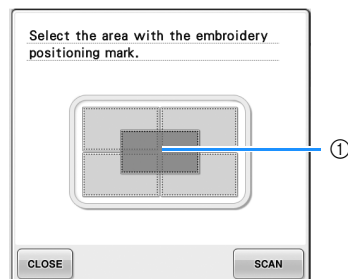 Select the area with the embroidery
positioning mark.
①
CLOSE
SCAN